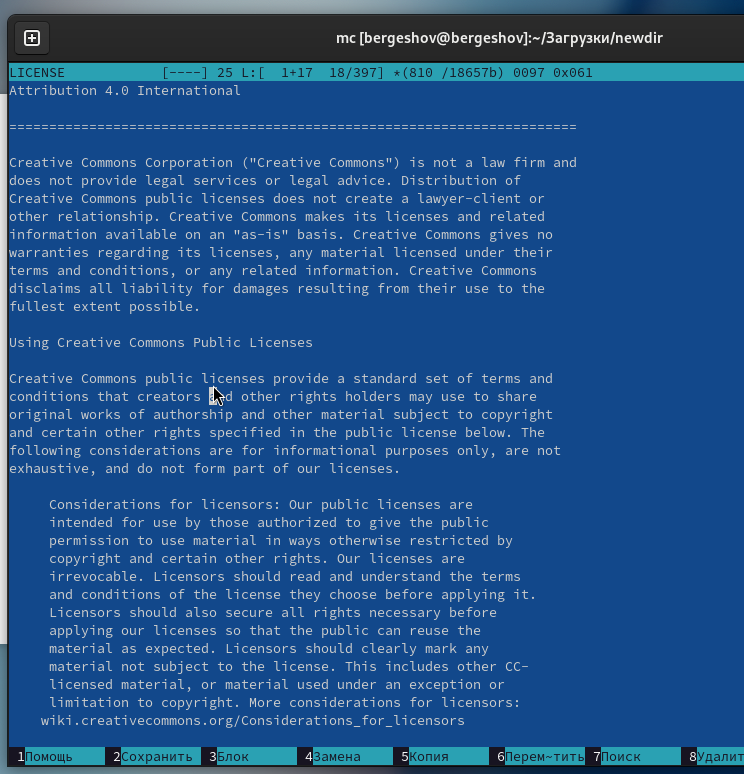 mc [bergeshov@bergeshov]:~/Загрузки/newdir
LICENSE            [----] 25 L:[  1+17  18/397] *(810 /18657b) 0097 0x061
Attribution 4.0 International
=======================================================================
Creative Commons Corporation ("Creative Commons") is not a law firm and
does not provide legal services or legal advice. Distribution of
Creative Commons public licenses does not create a lawyer-client or
other relationship. Creative Commons makes its licenses and related
information available on an "as-is" basis. Creative Commons gives no
warranties regarding its licenses, any material licensed under their
terms and conditions, or any related information. Creative Commons
disclaims all liability for damages resulting from their use to the
fullest extent possible.
Using Creative Commons Public Licenses
Creative Commons public licenses provide a standard set of terms and
conditions that creators and other rights holders may use to share
original works of authorship and other material subject to copyright
and certain other rights specified in the public license below. The
following considerations are for informational purposes only, are not
exhaustive, and do not form part of our licenses.
     Considerations for licensors: Our public licenses are
     intended for use by those authorized to give the public
     permission to use material in ways otherwise restricted by
     copyright and certain other rights. Our licenses are
     irrevocable. Licensors should read and understand the terms
     and conditions of the license they choose before applying it.
     Licensors should also secure all rights necessary before
     applying our licenses so that the public can reuse the
     material as expected. Licensors should clearly mark any
     material not subject to the license. This includes other CC-
     licensed material, or material used under an exception or
     limitation to copyright. More considerations for licensors:
    wiki.creativecommons.org/Considerations_for_licensors
1Помощь 2Сохранить 3Блок 4Замена 5Копия 6Перем~тить 7Поиск 8Удалит